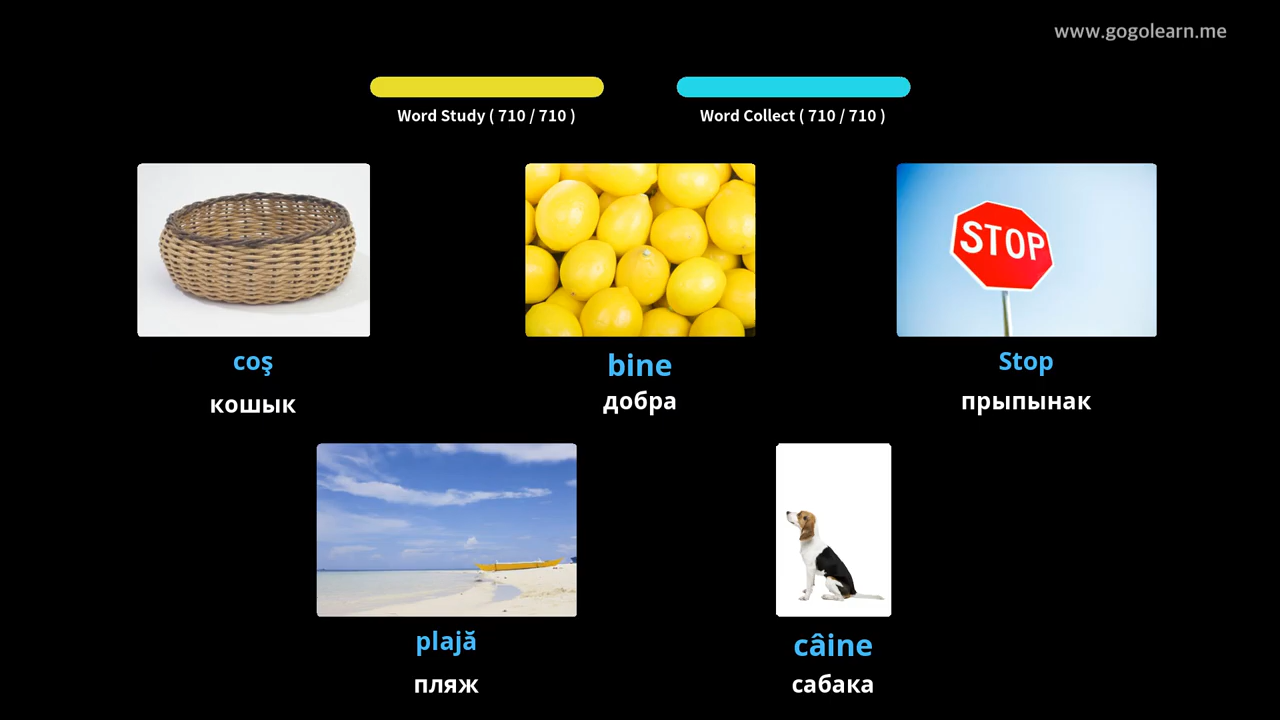 www.gogolearn.me
Word Study ( 710 / 710 )
Word Collect ( 710 / 710 )
STOP
coş
bine
Stop
кошык
добра
прыпынак
plajă
câine
пляж
сабака